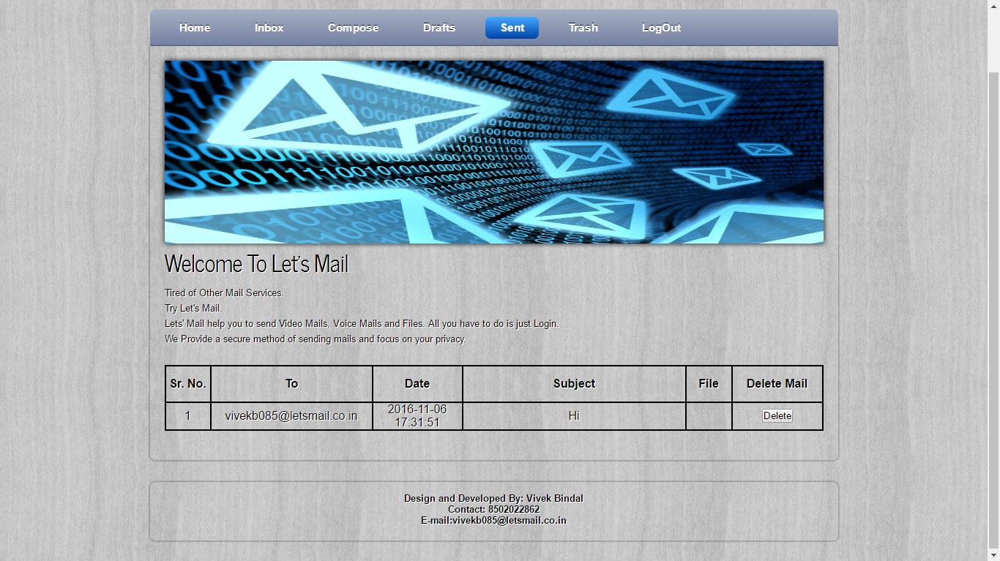 Home Inbox Compose Drafts Sent Trash LogOut
Welcome To Let's Mail
Tired of Other Mail Services.
Try Let's Mail.
Lets' Mail help you to send Video Mails, Voice Mails and Files. All you have to do is just Login.
We Provide a secure method of sending mails and focus on your privacy.
Sr. No. To Date Subject File Delete Mail
1 vivekb085@letsmail.co.in 2016-11-06 Hi Delete
17:31:51
Design and Developed By: Vivek Bindal
Contact: 8502022862
E-mail:vivekb085@letsmail.co.in